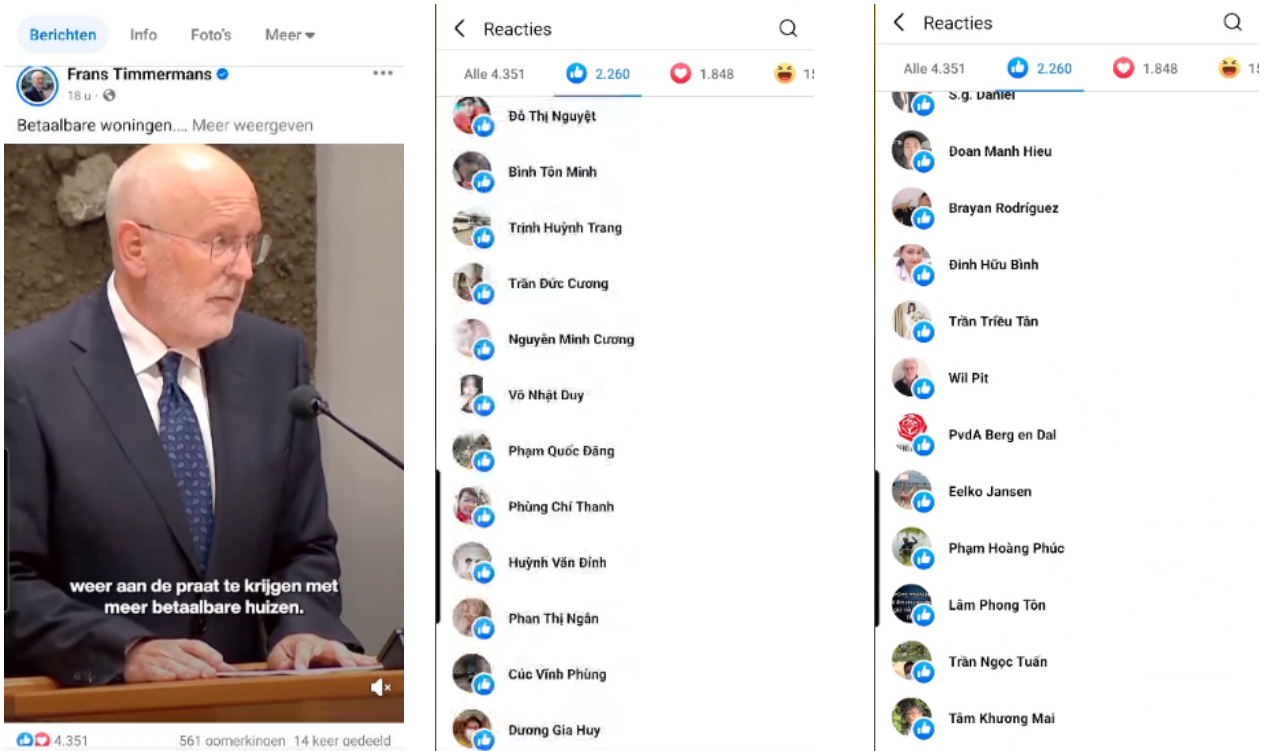 Berichten Info Foto's Meer
Frans Timmermans
18 u
Betaalbare woningen.... Meer weergeven
weer aan de praat te krijgen met
meer betaalbare huizen.
4.351 561 opmerkingen 14 keer gedeeld
Reacties
Alle 4.351 2.260 1.848
Đỗ Thị Nguyệt
Bình Tôn Minh
Trịnh Huỳnh Trang
Trần Đức Cương
Nguyễn Minh Cương
Võ Nhật Duy
Phạm Quốc Đăng
Phùng Chí Thanh
Huỳnh Văn Đình
Phan Thị Ngân
Cúc Vĩnh Phùng
Dương Gia Huy
Reacties
Alle 4.351 2.260 1.848
S.g. Daniel
Đoan Manh Hieu
Brayan Rodríguez
Đinh Hữu Bình
Trần Triều Tân
Wil Pit
PvdA Berg en Dal
Eelko Jansen
Phạm Hoàng Phúc
Lâm Phong Tôn
Trần Ngọc Tuấn
Tâm Khương Mai